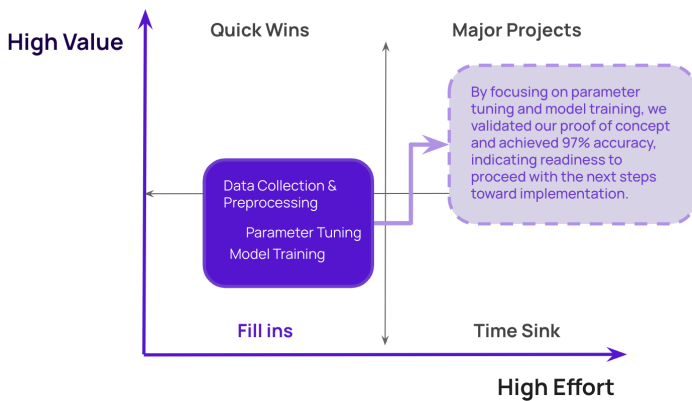 High Value
Quick Wins
Major Projects
By focusing on parameter
tuning and model training, we
validated our proof of concept
and achieved 97% accuracy,
indicating readiness to
proceed with the next steps
toward implementation.
Data Collection &
Preprocessing
Parameter Tuning
Model Training
Fill ins
Time Sink
High Effort